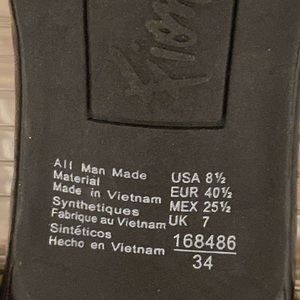 All Man Made
Material
Made in Vietnam
Synthetiques
Fabrique au Vietnam
Sintéticos
Hecho en Vietnam
USA 8½
EUR 40½
MEX 25½
UK 7
168486
34